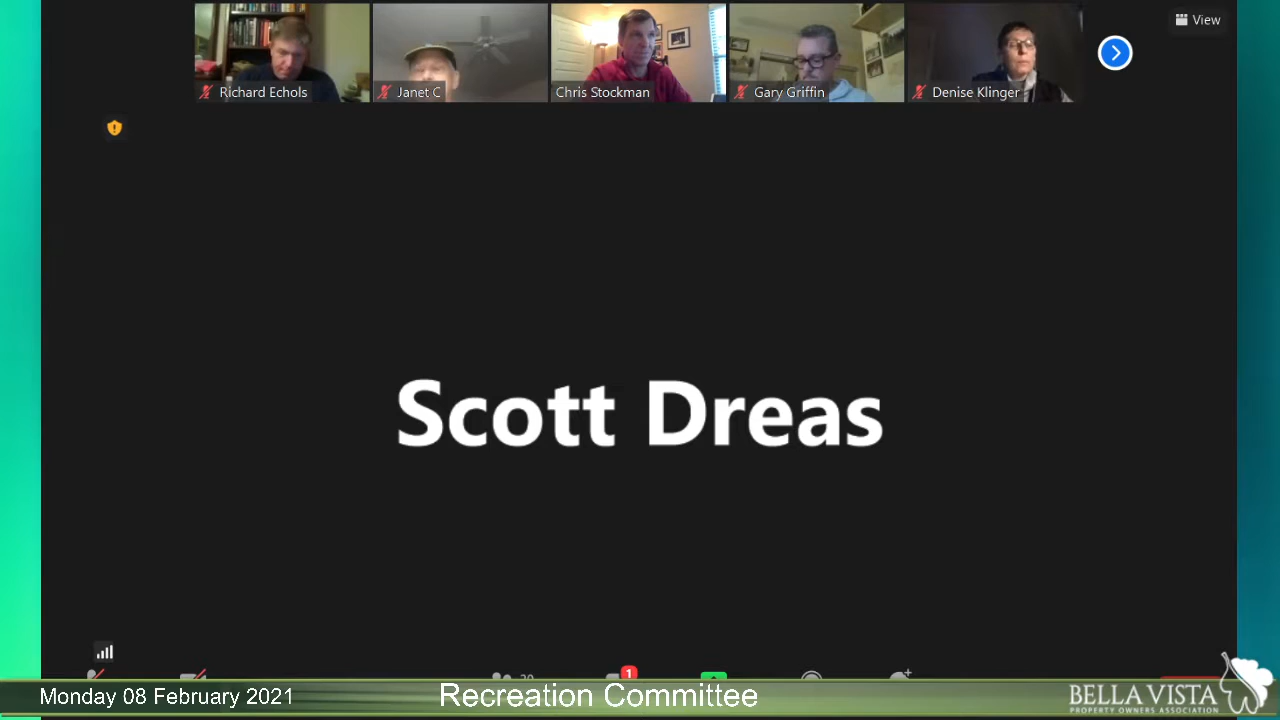 View
Richard Echols
Janet C
Chris Stockman
Gary Griffin
Denise Klinger
Scott Dreas
1
Monday 08 February 2021
Recreation Committee
BELLA VISTA
PROPERTY OWNERS ASSOCIATION